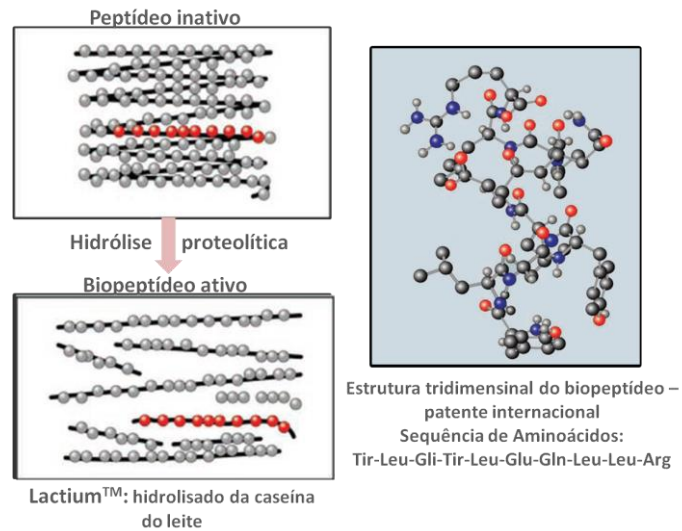 Peptídeo inativo
Hidrólise proteolítica
Biopeptídeo ativo
Lactium™: hidrolisado da caseína
do leite
Estrutura tridimensinal do biopeptídeo –
patente internacional
Sequência de Aminoácidos:
Tir-Leu-Gli-Tir-Leu-Glu-Gln-Leu-Leu-Arg